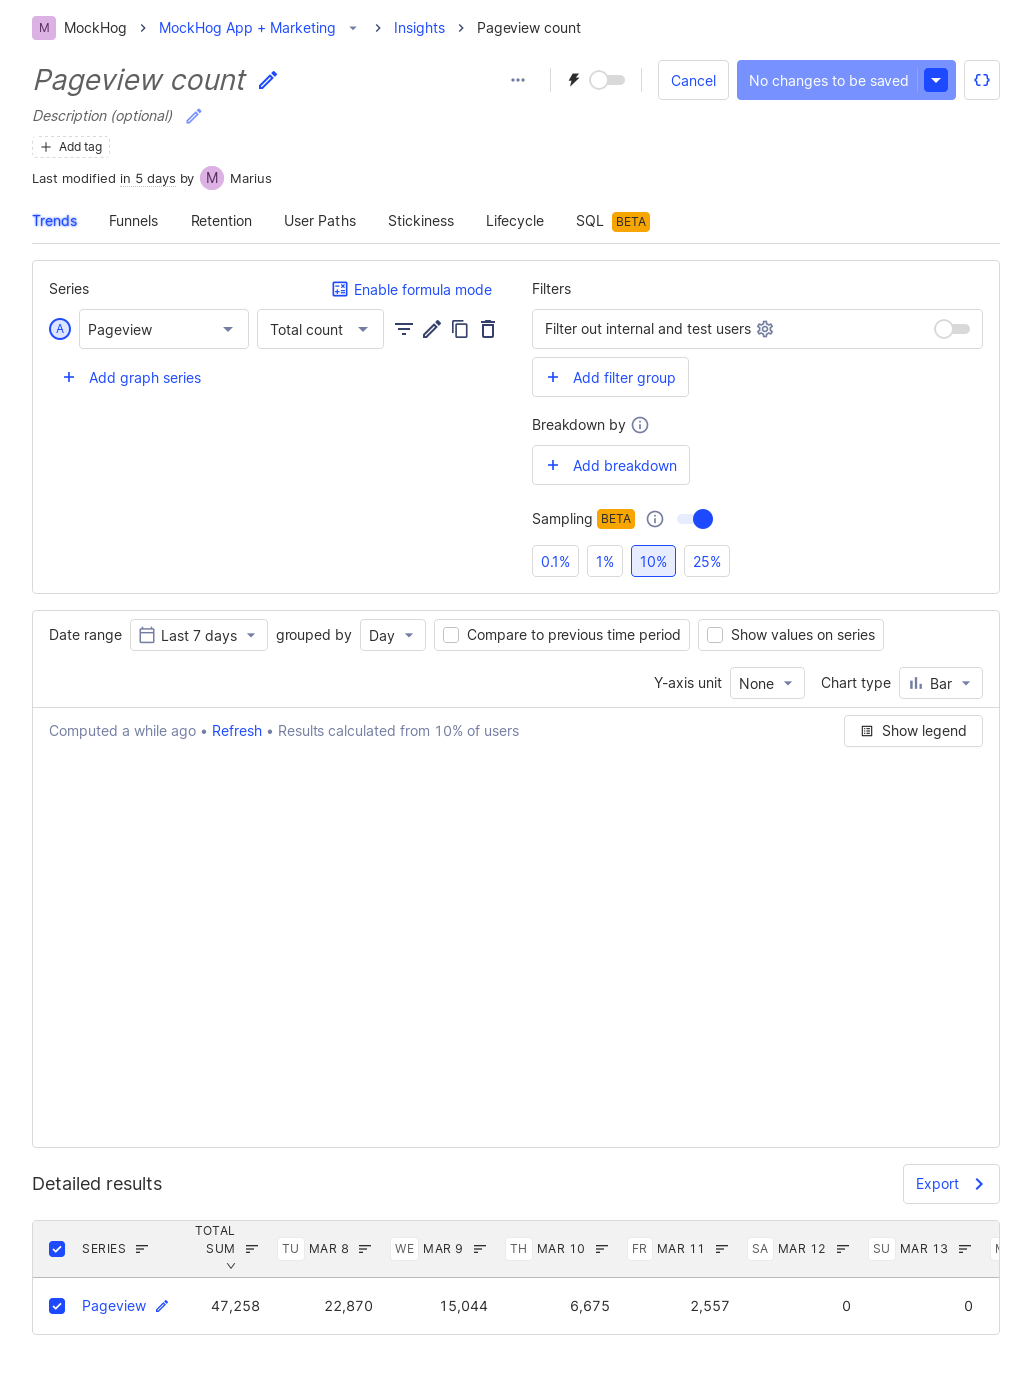 M MockHog MockHog App + Marketing Insights Pageview count
Pageview count
Cancel No changes to be saved
Description (optional)
Add tag
Last modified in 5 days by M Marius
Trends Funnels Retention User Paths Stickiness Lifecycle SQL BETA
Series Enable formula mode Filters
A Pageview Total count Filter out internal and test users
+ Add graph series + Add filter group
Breakdown by
+ Add breakdown
Sampling BETA
0.1% 1% 10% 25%
Date range Last 7 days grouped by Day Compare to previous time period Show values on series
Y-axis unit None Chart type Bar
Computed a while ago • Refresh • Results calculated from 10% of users Show legend
Detailed results Export
SERIES TOTAL SUM TU MAR 8 WE MAR 9 TH MAR 10 FR MAR 11 SA MAR 12 SU MAR 13
Pageview 47,258 22,870 15,044 6,675 2,557 0 0